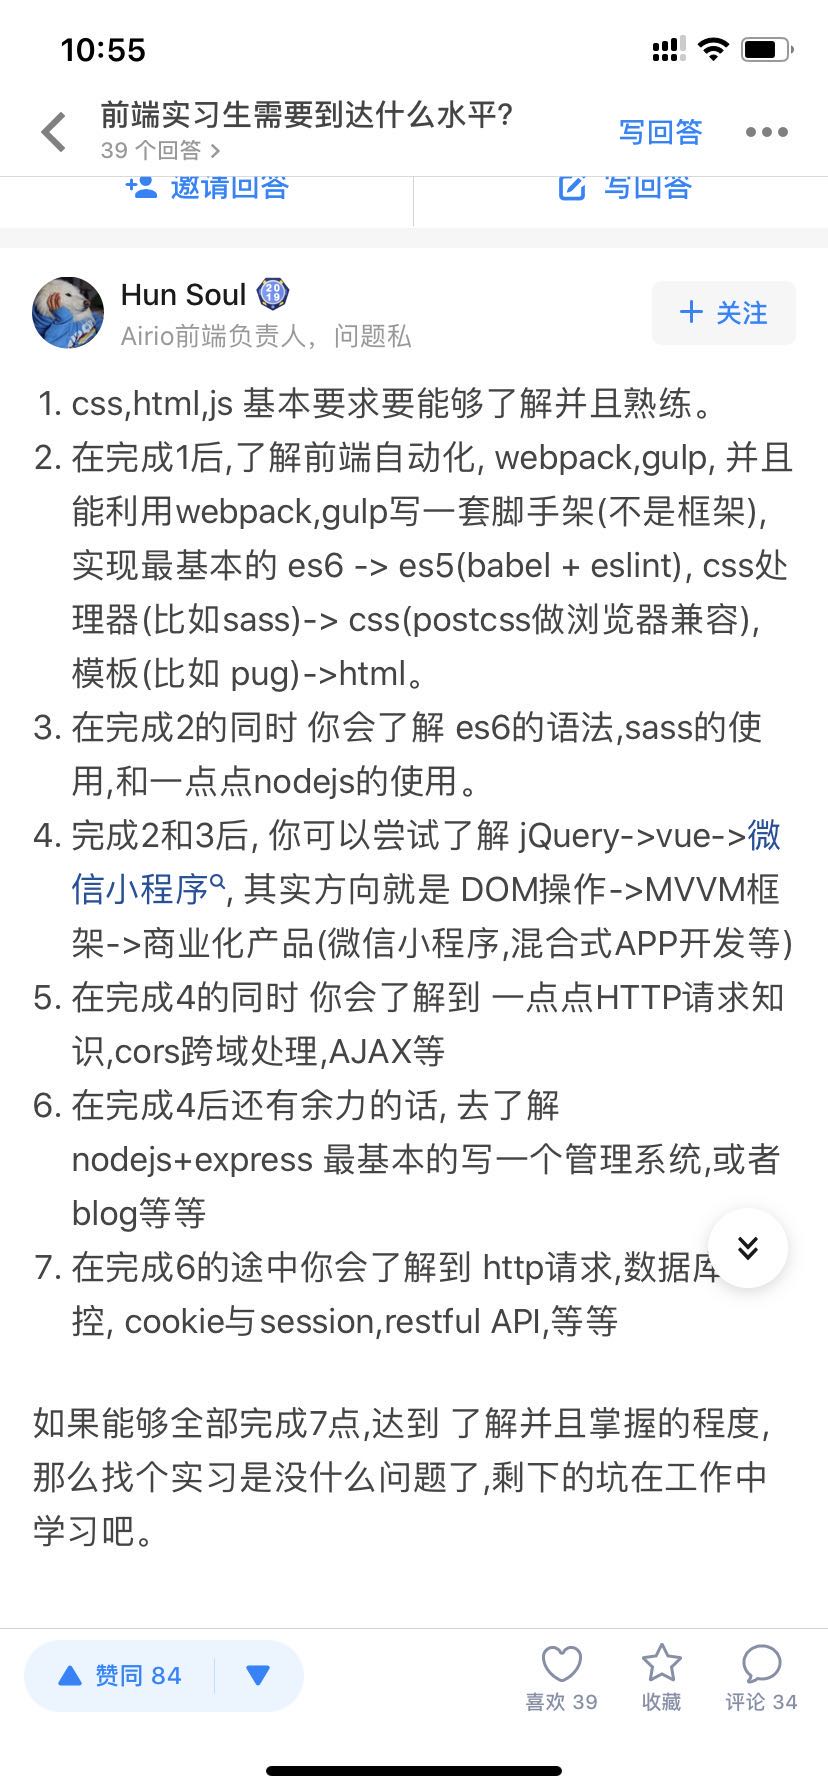 10:55
前端实习生需要到达什么水平?
39 个回答 >
写回答
邀请回答
写回答
Hun Soul
2019
Airio前端负责人，问题私
+ 关注
1. css,html,js 基本要求要能够了解并且熟练。
2. 在完成1后,了解前端自动化, webpack,gulp, 并且
能利用webpack,gulp写一套脚手架(不是框架),
实现最基本的 es6 -> es5(babel + eslint), css处
理器(比如sass)-> css(postcss做浏览器兼容),
模板(比如 pug)->html。
3. 在完成2的同时 你会了解 es6的语法,sass的使
用,和一点点nodejs的使用。
4. 完成2和3后, 你可以尝试了解 jQuery->vue->微
信小程序, 其实方向就是 DOM操作->MVVM框
架->商业化产品(微信小程序,混合式APP开发等)
5. 在完成4的同时 你会了解到 一点点HTTP请求知
识,cors跨域处理,AJAX等
6. 在完成4后还有余力的话, 去了解
nodejs+express 最基本的写一个管理系统,或者
blog等等
7. 在完成6的途中你会了解到 http请求,数据库
控, cookie与session,restful API,等等
如果能够全部完成7点,达到 了解并且掌握的程度,
那么找个实习是没什么问题了,剩下的坑在工作中
学习吧。
赞同 84
喜欢 39
收藏
评论 34